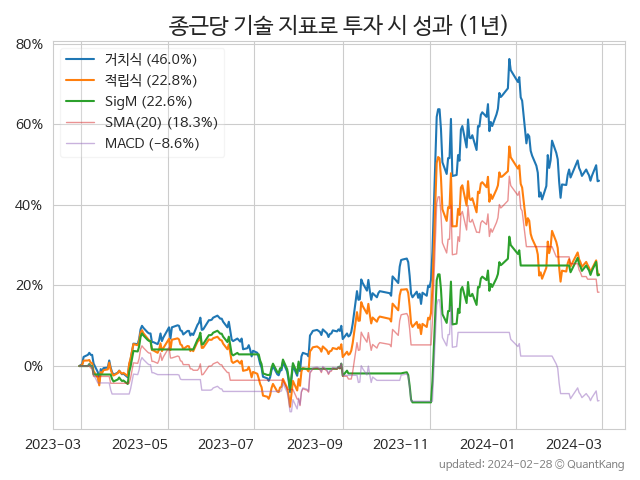 종근당 기술 지표로 투자 시 성과 (1년)
80%
60%
40%
20%
0%
거치식 (46.0%)
적립식 (22.8%)
SigM (22.6%)
SMA(20) (18.3%)
MACD (−8.6%)
2023-03 2023-05 2023-07 2023-09 2023-11 2024-01 2024-03
updated: 2024-02-28 © QuantKang